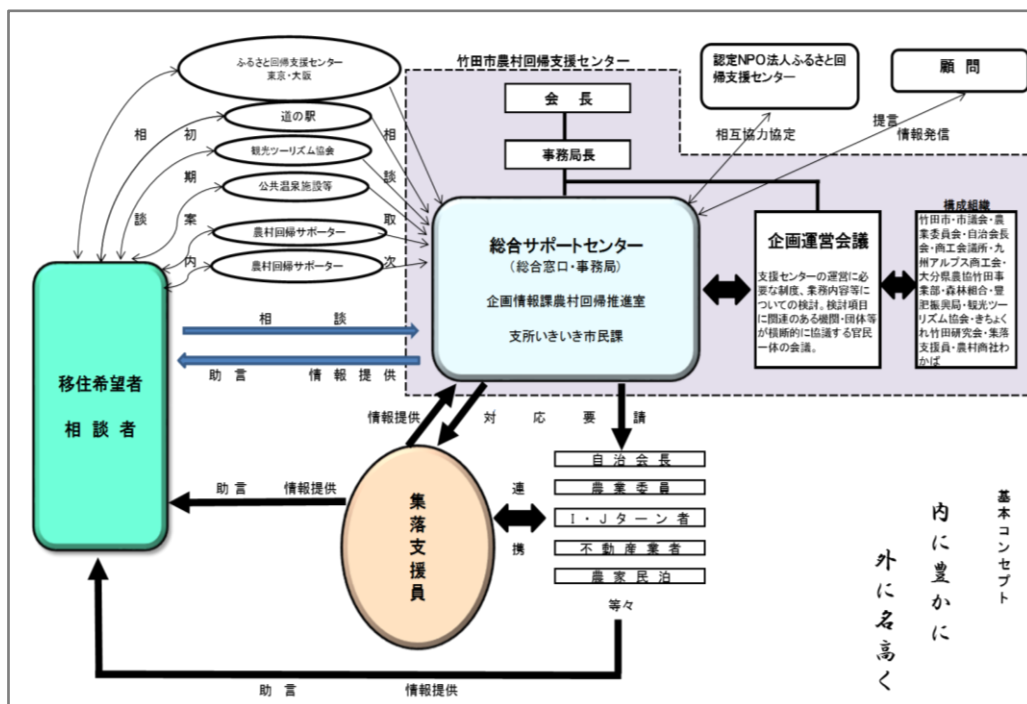 ふるさと回帰支援センター
東京・大阪
道の駅
観光ツーリズム協会
公共温泉施設等
農村回帰サポーター
農村回帰サポーター
初期案内
相談
相談取次
竹田市農村回帰支援センター
会 長
事務局長
認定NPO法人ふるさと回
帰支援センター
顧 問
相互協力協定
提言
情報発信
総合サポートセンター
(総合窓口・事務局)
企画情報課農村回帰推進室
支所いきいき市民課
企画運営会議
支援センターの運営に必
要な制度、業務内容等に
ついての検討。検討項目
に関連のある機関・団体等
が横断的に協議する官民
一体の会議。
構成組織
竹田市・市議会・農
業委員会・自治会長
会・商工会議所・九
州アルプス商工会・
大分県農協竹田事
業部・森林組合・豊
肥振興局・観光ツー
リズム協会・きちょく
れ竹田研究会・集落
支援員・農村商社わ
かば
相 談
助言 情報提供
移住希望者
相 談 者
情報提供
対 応 要 請
自 治 会 長
農 業 委 員
I ・ J タ ー ン 者
不 動 産 業 者
農 家 民 泊
等々
連携
集落支援員
助言 情報提供
助 言 情報提供
基本コンセプト
内に豊かに
外に名高く